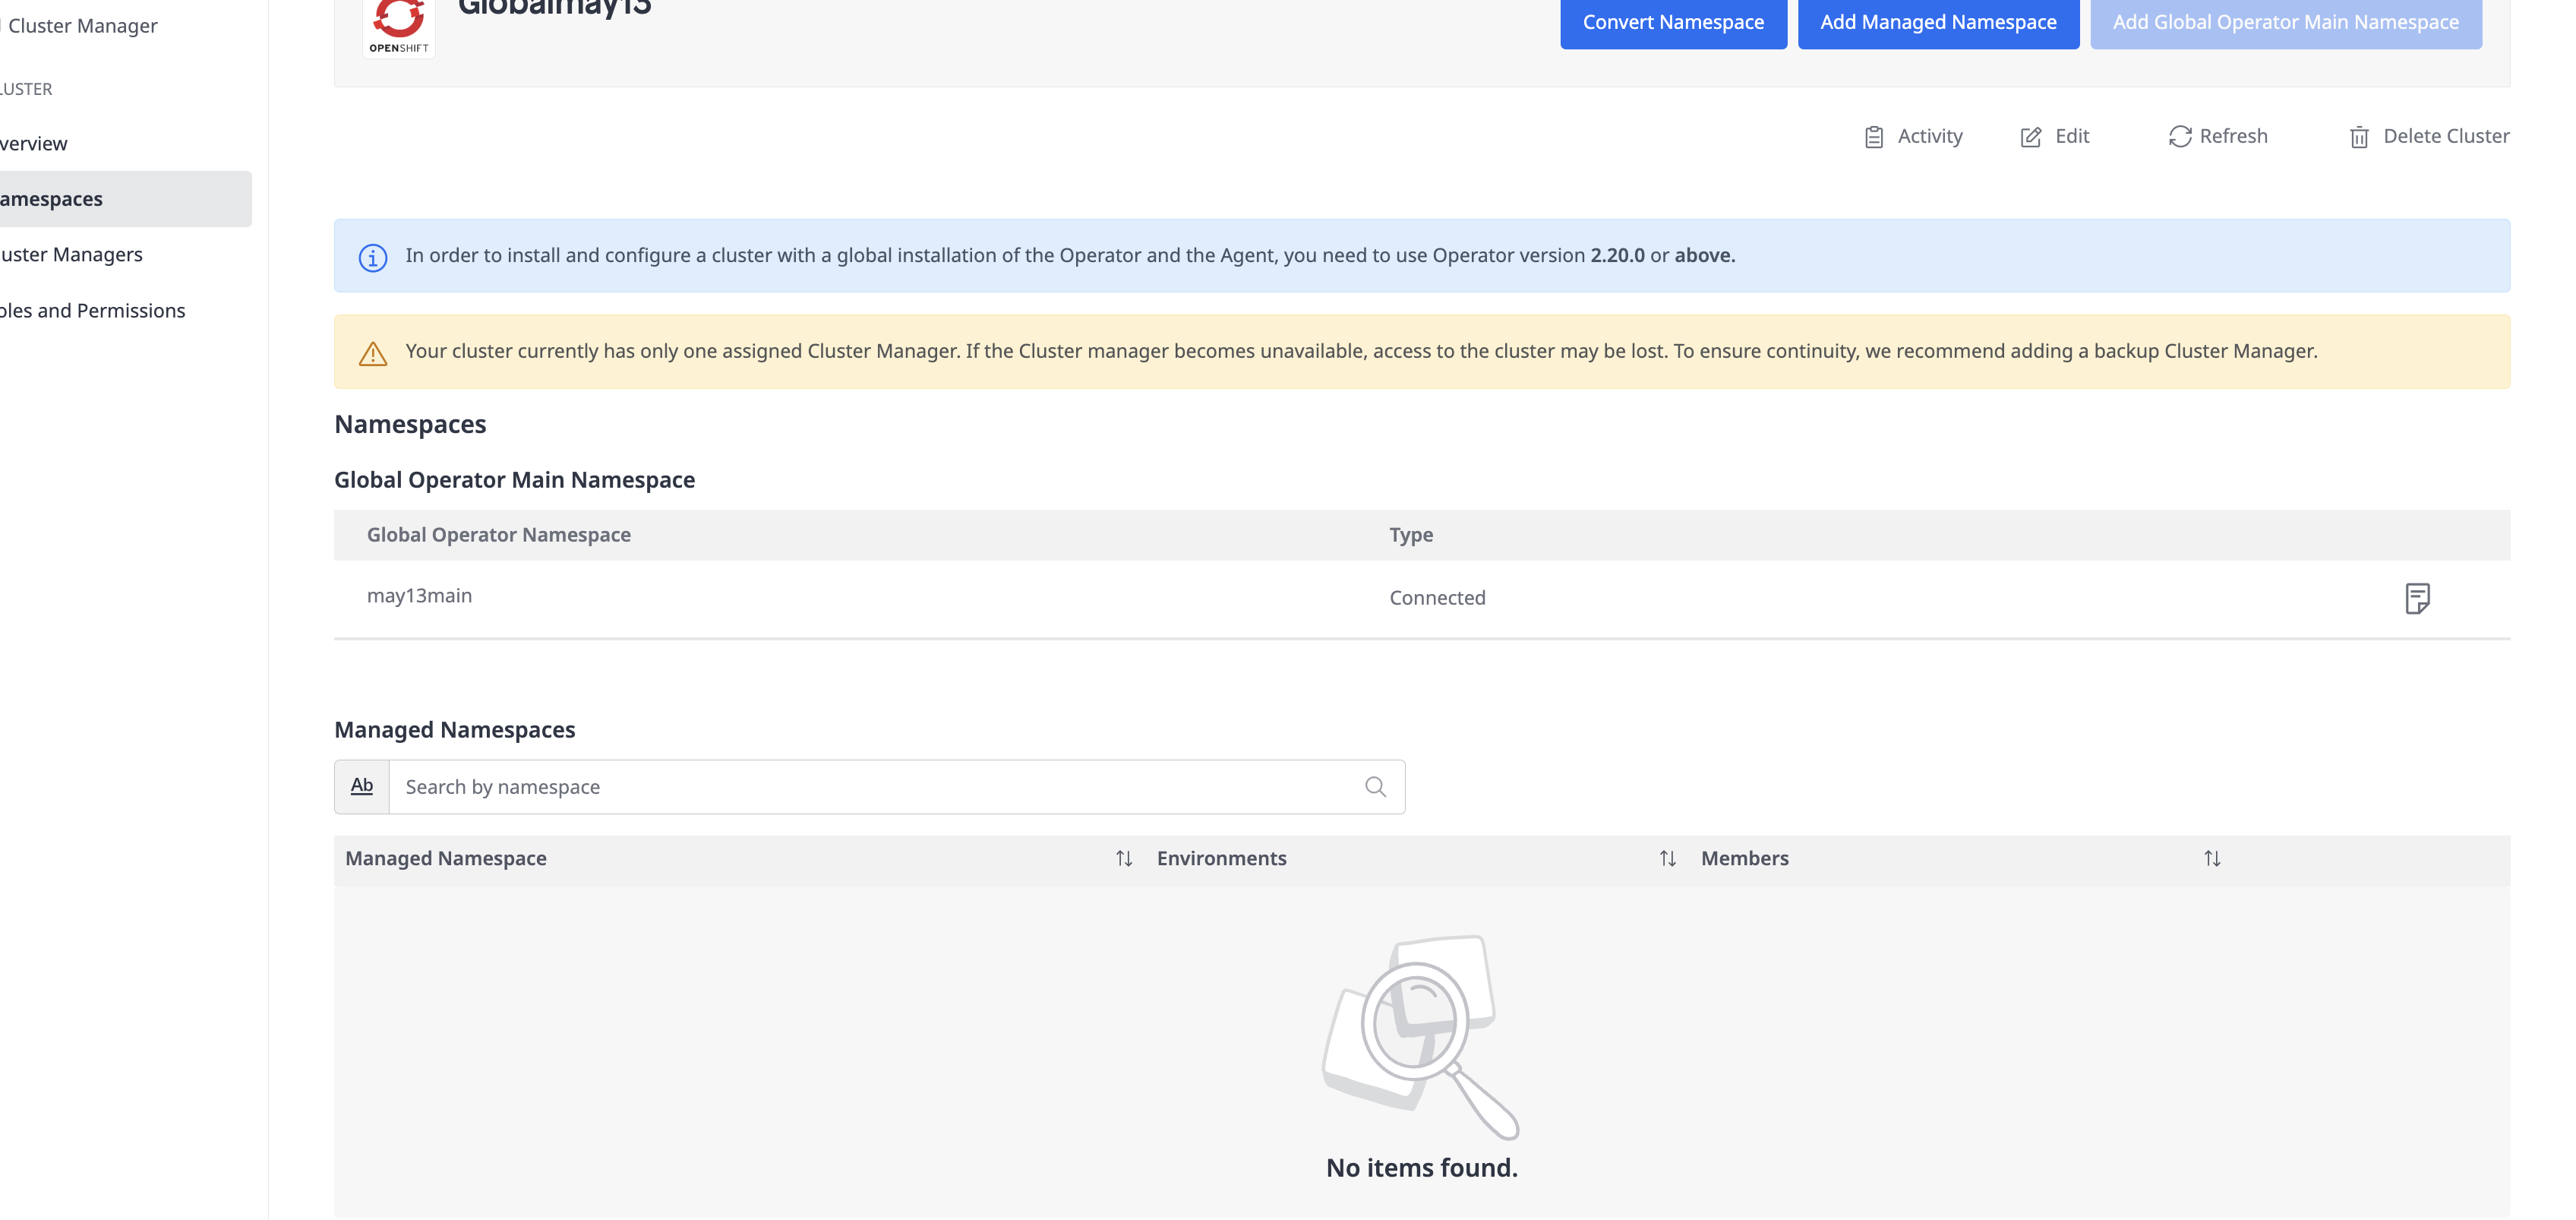 Cluster Manager
Globalmay13
OPENSHIFT
Convert Namespace
Add Managed Namespace
Add Global Operator Main Namespace
LUSTER
verview
amespaces
uster Managers
oles and Permissions
Activity
Edit
Refresh
Delete Cluster
In order to install and configure a cluster with a global installation of the Operator and the Agent, you need to use Operator version 2.20.0 or above.
Your cluster currently has only one assigned Cluster Manager. If the Cluster manager becomes unavailable, access to the cluster may be lost. To ensure continuity, we recommend adding a backup Cluster Manager.
Namespaces
Global Operator Main Namespace
Global Operator Namespace
Type
may13main
Connected
Managed Namespaces
Ab
Search by namespace
Managed Namespace
Environments
Members
No items found.